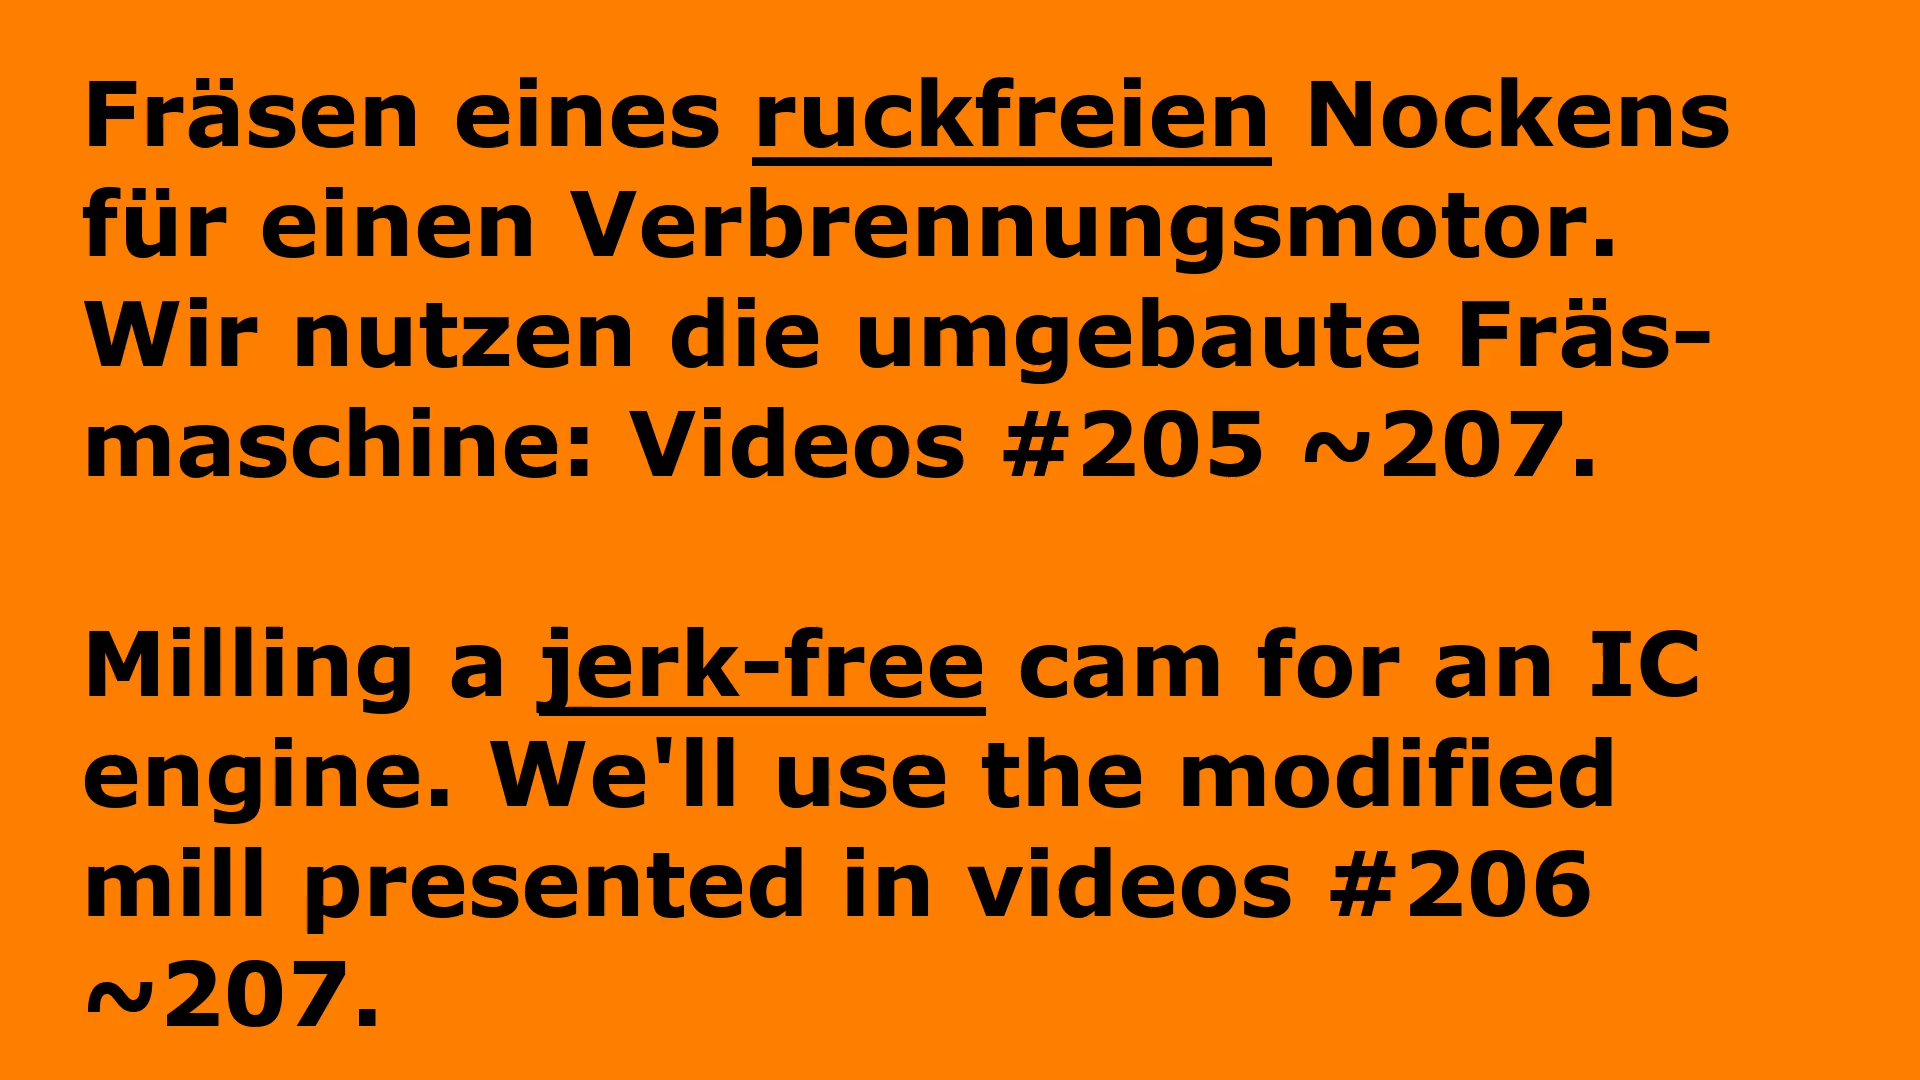 Fräsen eines ruckfreien Nockens
für einen Verbrennungsmotor.
Wir nutzen die umgebaute Fräs-
maschine: Videos #205 ~207.
Milling a jerk-free cam for an IC
engine. We'll use the modified
mill presented in videos #206
~207.